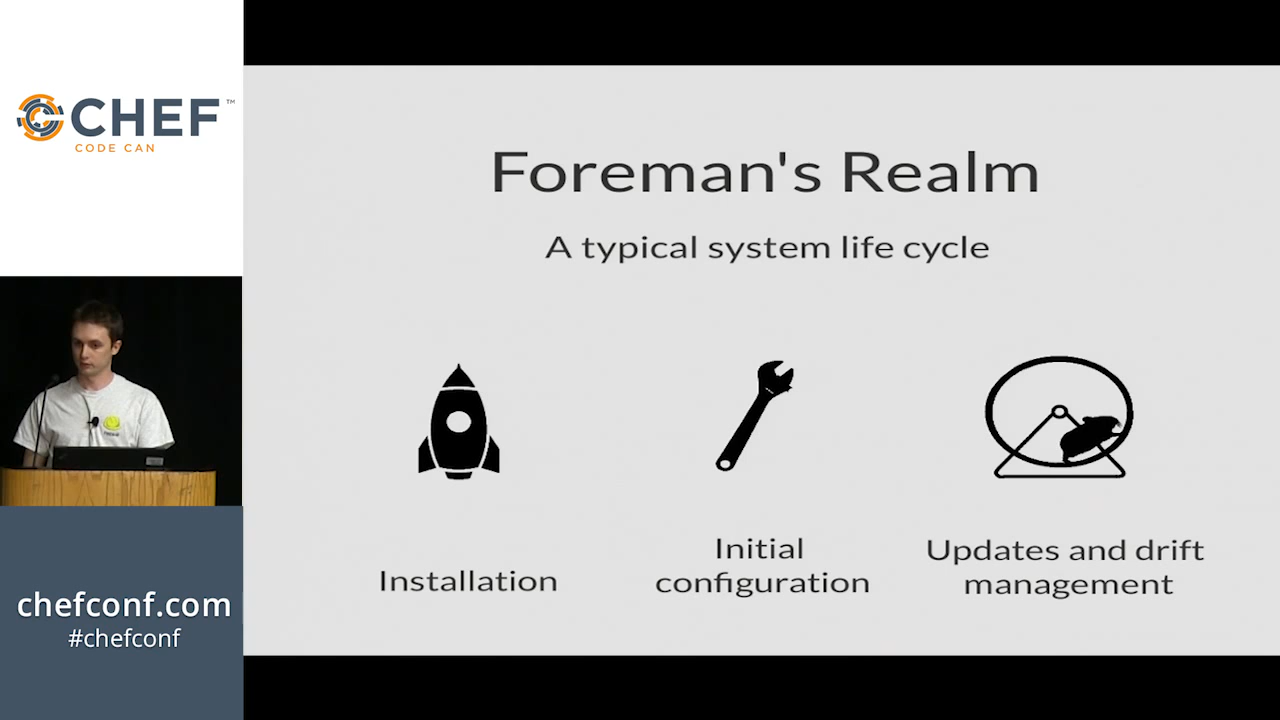 CHEF™
CODE CAN
Foreman's Realm
A typical system life cycle
Installation
Initial
configuration
Updates and drift
management
chefconf.com
#chefconf